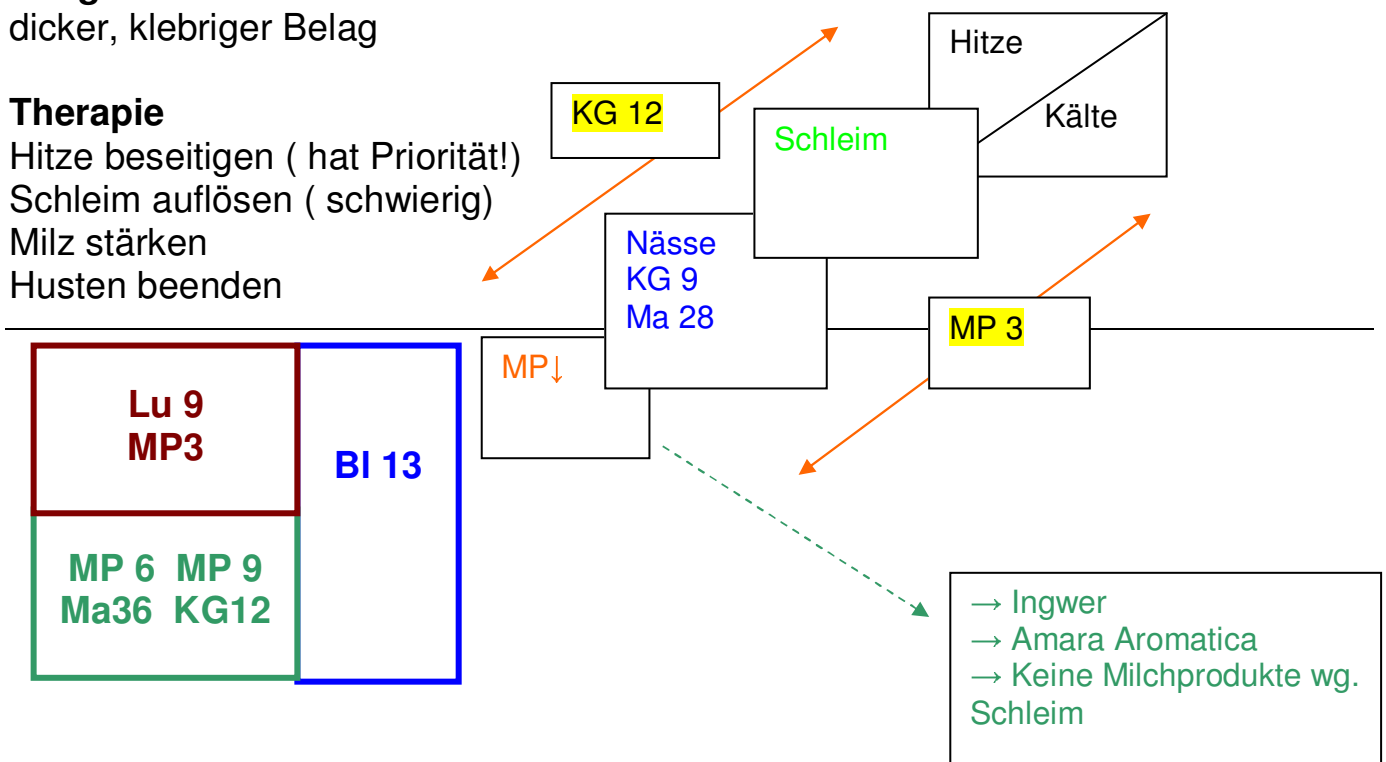 dicker, klebriger Belag
Therapie
Hitze beseitigen ( hat Priorität!)
Schleim auflösen ( schwierig)
Milz stärken
Husten beenden
KG 12
Hitze
Kälte
Schleim
Nässe
KG 9
Ma 28
MP 3
MP↓
Lu 9
MP3
Bl 13
MP 6 MP 9
Ma36 KG12
→ Ingwer
→ Amara Aromatica
→ Keine Milchprodukte wg.
Schleim